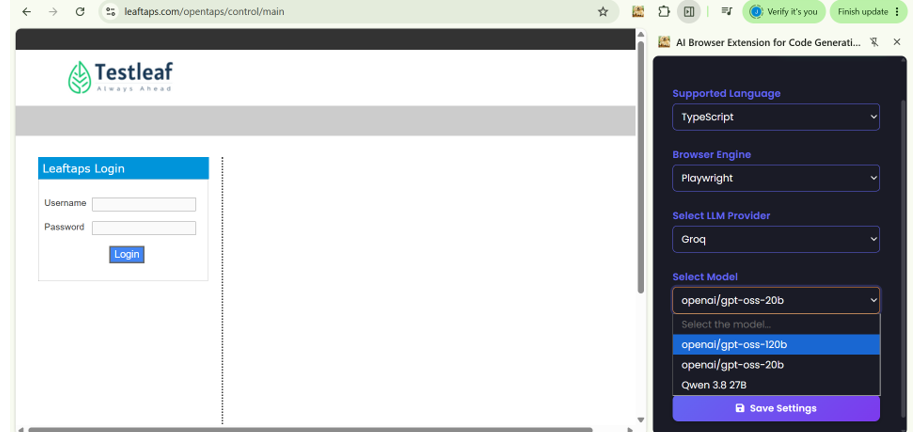 leaftaps.com/opentaps/control/main
Verify it's you
Finish update
Testleaf
Always Ahead
Leaftaps Login
Username
Password
Login
AI Browser Extension for Code Generati...
Supported Language
TypeScript
Browser Engine
Playwright
Select LLM Provider
Groq
Select Model
openai/gpt-oss-20b
Select the model...
openai/gpt-oss-120b
openai/gpt-oss-20b
Qwen 3.8 27B
Save Settings